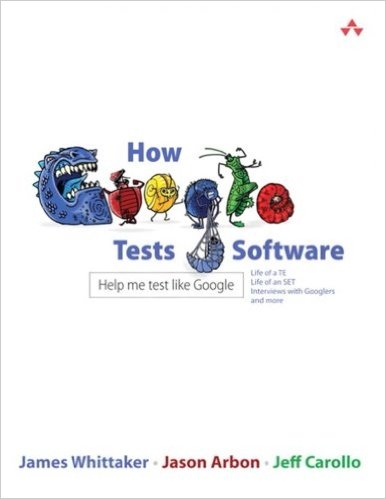 How
Google
Tests Software
Help me test like Google
Life of a TE
Life of an SET
Interviews with Googlers
and more
James Whittaker • Jason Arbon • Jeff Carollo